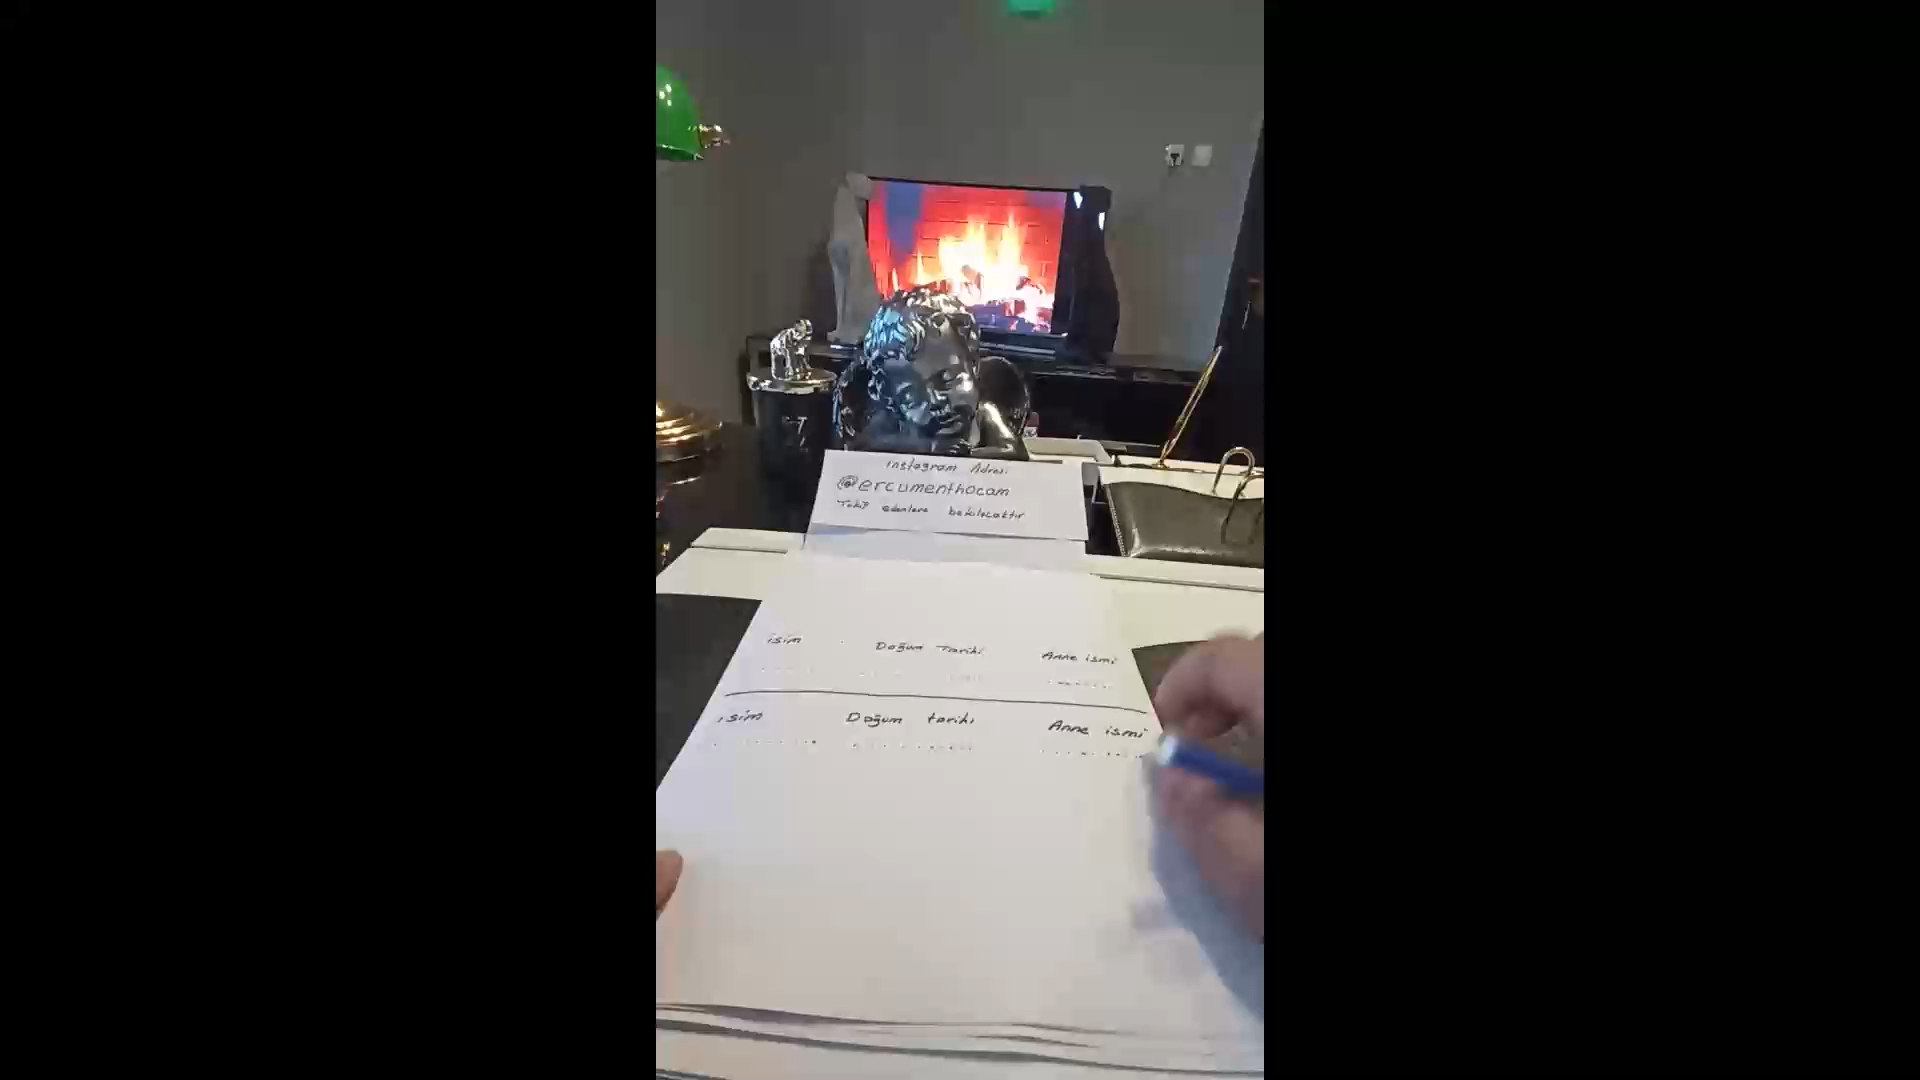 instagram Adresi
@ercumenthocam
Takip edenlere bakılacaktır
isim Doğum Tarihi Anne ismi
isim Doğum tarihi Anne ismi